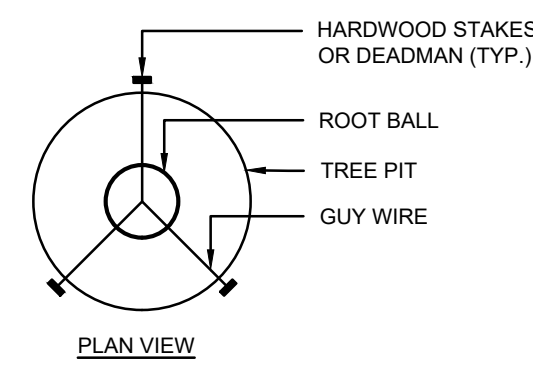 HARDWOOD STAKES
OR DEADMAN (TYP.)
ROOT BALL
TREE PIT
GUY WIRE
PLAN VIEW